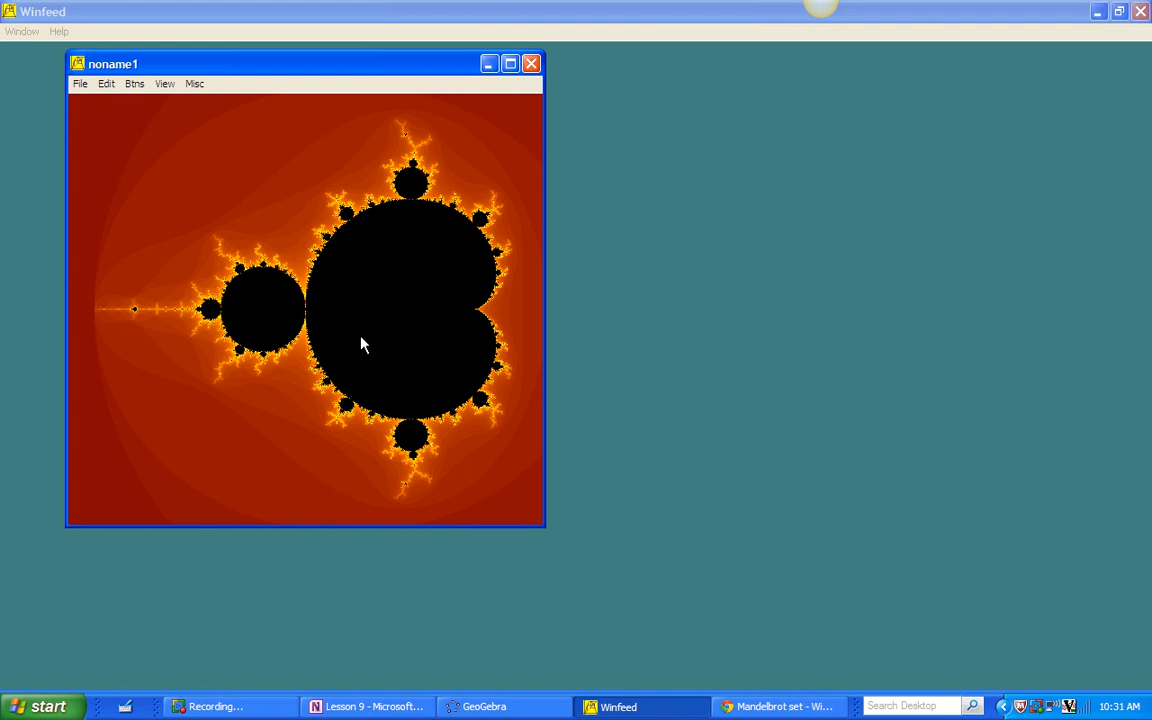 Winfeed
Window Help
noname1
File Edit Btns View Misc
start
Recording...
Lesson 9 - Microsoft...
GeoGebra
Winfeed
Mandelbrot set - Wi...
Search Desktop
10:31 AM